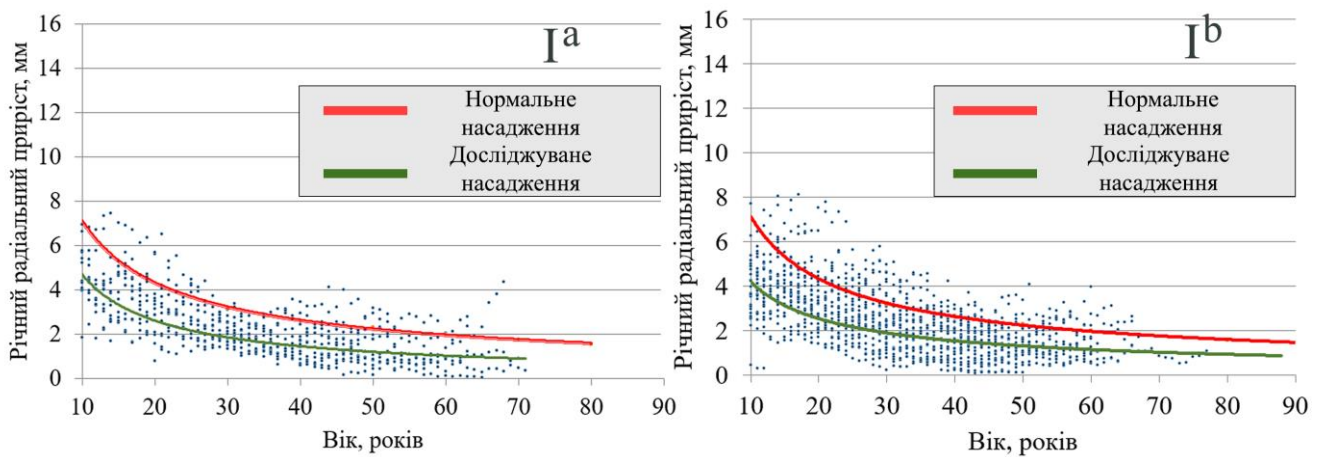 Річний радіальний приріст, мм
16
14
12
10
8
6
4
2
0
Iᵃ
Нормальне
насадження
Досліджуване
насадження
10 20 30 40 50 60 70 80 90
Вік, років
Річний радіальний приріст, мм
16
14
12
10
8
6
4
2
0
Iᵇ
Нормальне
насадження
Досліджуване
насадження
10 20 30 40 50 60 70 80 90
Вік, років